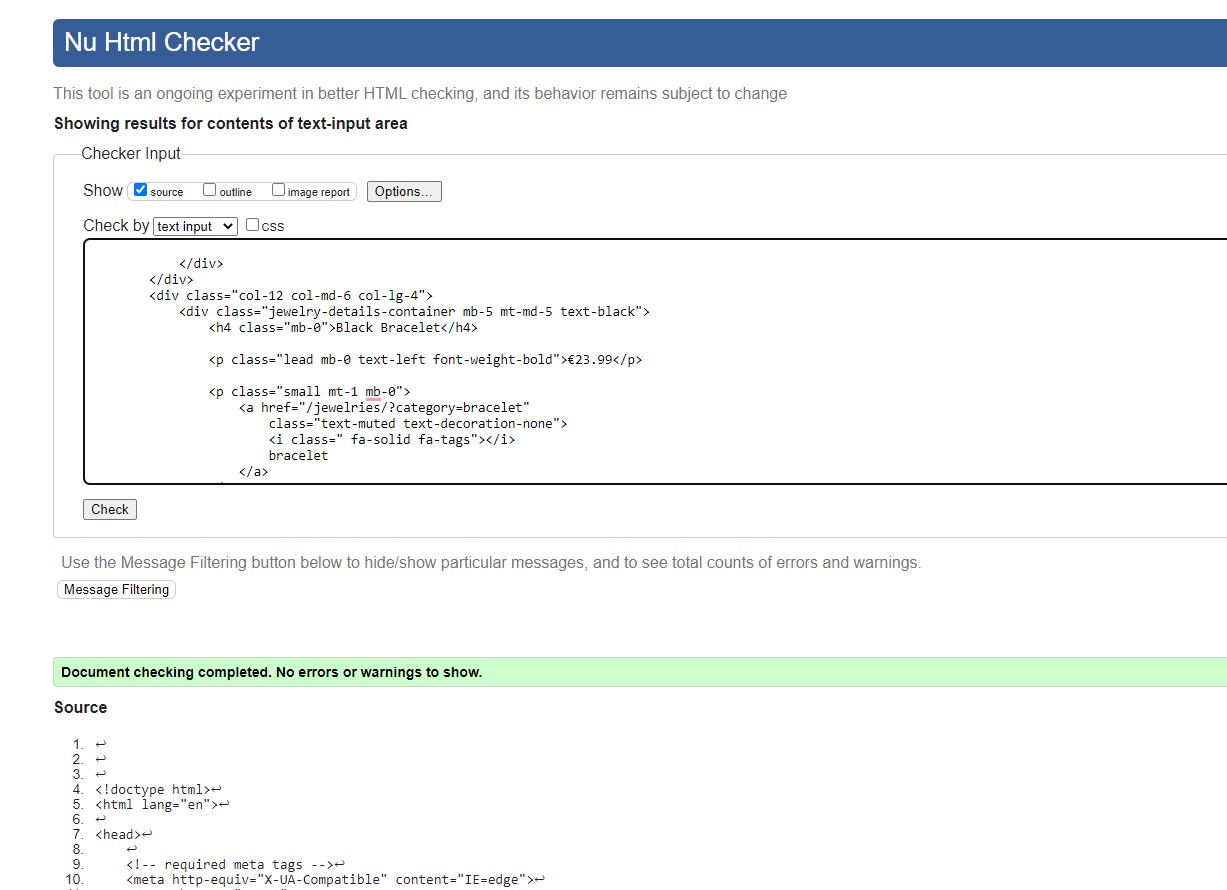 Nu Html Checker
This tool is an ongoing experiment in better HTML checking, and its behavior remains subject to change
Showing results for contents of text-input area
Checker Input
Show source outline image report Options...
Check by text input css
</div>
</div>
<div class="col-12 col-md-6 col-lg-4">
<div class="jewelry-details-container mb-5 mt-md-5 text-black">
<h4 class="mb-0">Black Bracelet</h4>
<p class="lead mb-0 text-left font-weight-bold">€23.99</p>
<p class="small mt-1 mb-0">
<a href="/jewelries/?category=bracelet"
class="text-muted text-decoration-none">
<i class=" fa-solid fa-tags"></i>
bracelet
</a>
Check
Use the Message Filtering button below to hide/show particular messages, and to see total counts of errors and warnings.
Message Filtering
Document checking completed. No errors or warnings to show.
Source
1. ↩
2. ↩
3. ↩
4. <!doctype html>↩
5. <html lang="en">↩
6. ↩
7. <head>↩
8. ↩
9. <!-- required meta tags -->↩
10. <meta http-equiv="X-UA-Compatible" content="IE=edge">↩